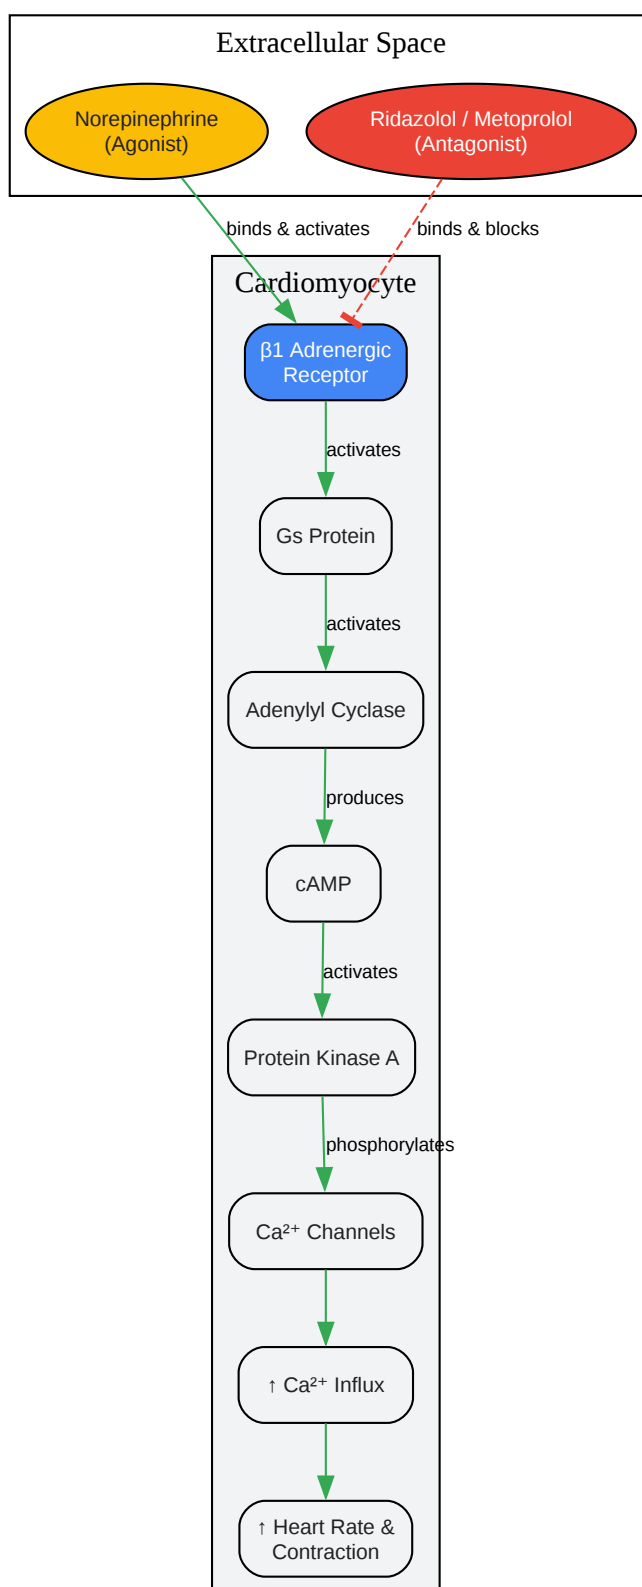 Extracellular Space
Norepinephrine
(Agonist)
Ridazolol / Metoprolol
(Antagonist)
binds & activates
binds & blocks
Cardiomyocyte
β1 Adrenergic
Receptor
activates
Gs Protein
activates
Adenylyl Cyclase
produces
cAMP
activates
Protein Kinase A
phosphorylates
Ca²⁺ Channels
↑ Ca²⁺ Influx
↑ Heart Rate &
Contraction